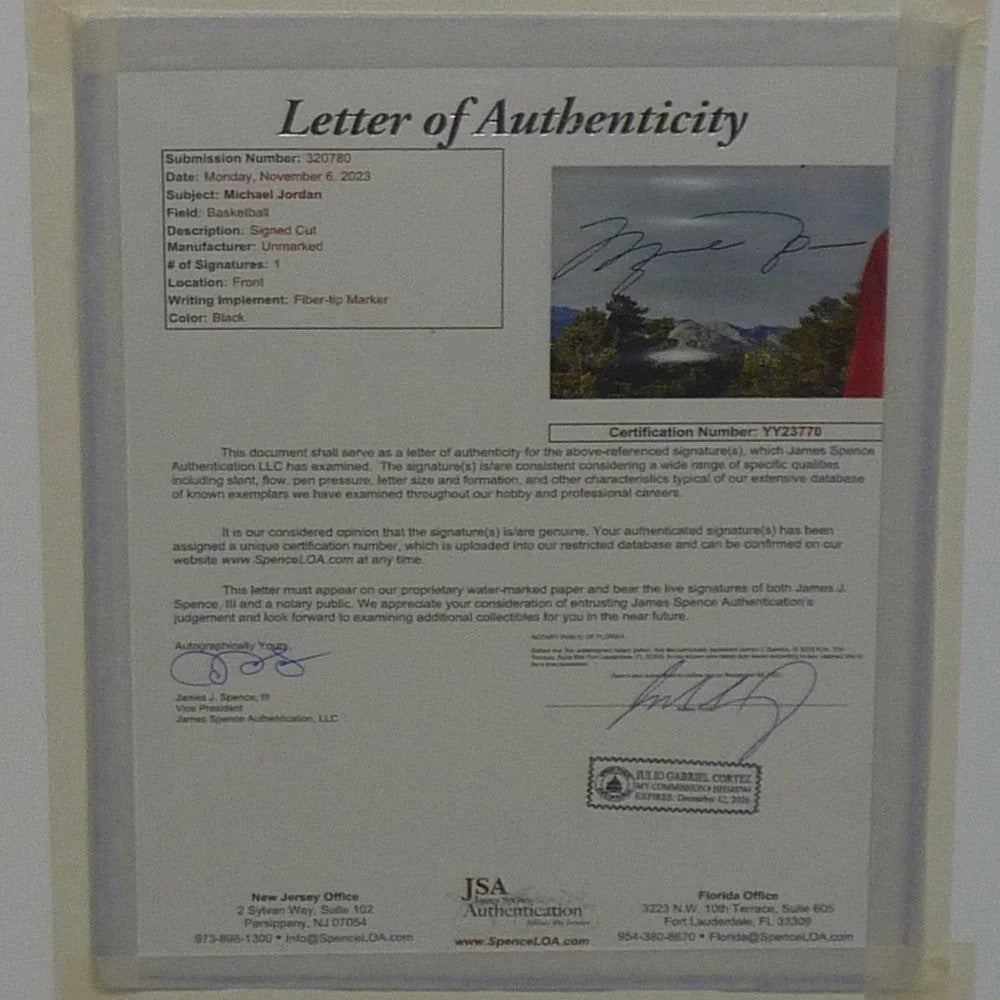 Letter of Authenticity
Submission Number: 320780
Date: Monday, November 6, 2023
Subject: Michael Jordan
Field: Basketball
Description: Signed Cut
Manufacturer: Unmarked
# of Signatures: 1
Location: Front
Writing Implement: Fiber-tip Marker
Color: Black
Certification Number: YY23770
This document shall serve as a letter of authenticity for the above-referenced signature(s), which James Spence
Authentication LLC has examined. The signature(s) is/are consistent considering a wide range of specific qualities
including slant, flow, pen pressure, letter size and formation, and other characteristics typical of our extensive database
of known exemplars we have examined throughout our hobby and professional careers.
It is our considered opinion that the signature(s) is/are genuine. Your authenticated signature(s) has been
assigned a unique certification number, which is uploaded into our restricted database and can be confirmed on our
website www.SpenceLOA.com at any time.
This letter must appear on our proprietary water-marked paper and bear the live signatures of both James J.
Spence, III and a notary public. We appreciate your consideration of entrusting James Spence Authentication's
judgement and look forward to examining additional collectibles for you in the near future.
Autographically Yours,
James J. Spence, III
Vice President
James Spence Authentication, LLC
NOTARY PUBLIC OF FLORIDA
JULIO GABRIEL CORTEZ
MY COMMISSION #
EXPIRES: December 12, 2026
New Jersey Office
2 Sylvan Way, Suite 102
Parsippany, NJ 07054
973-898-1300 • Info@SpenceLOA.com
JSA
James Spence
Authentication
www.SpenceLOA.com
Florida Office
3223 N.W. 10th Terrace, Suite 605
Fort Lauderdale, FL 33309
954-380-8670 • Florida@SpenceLOA.com